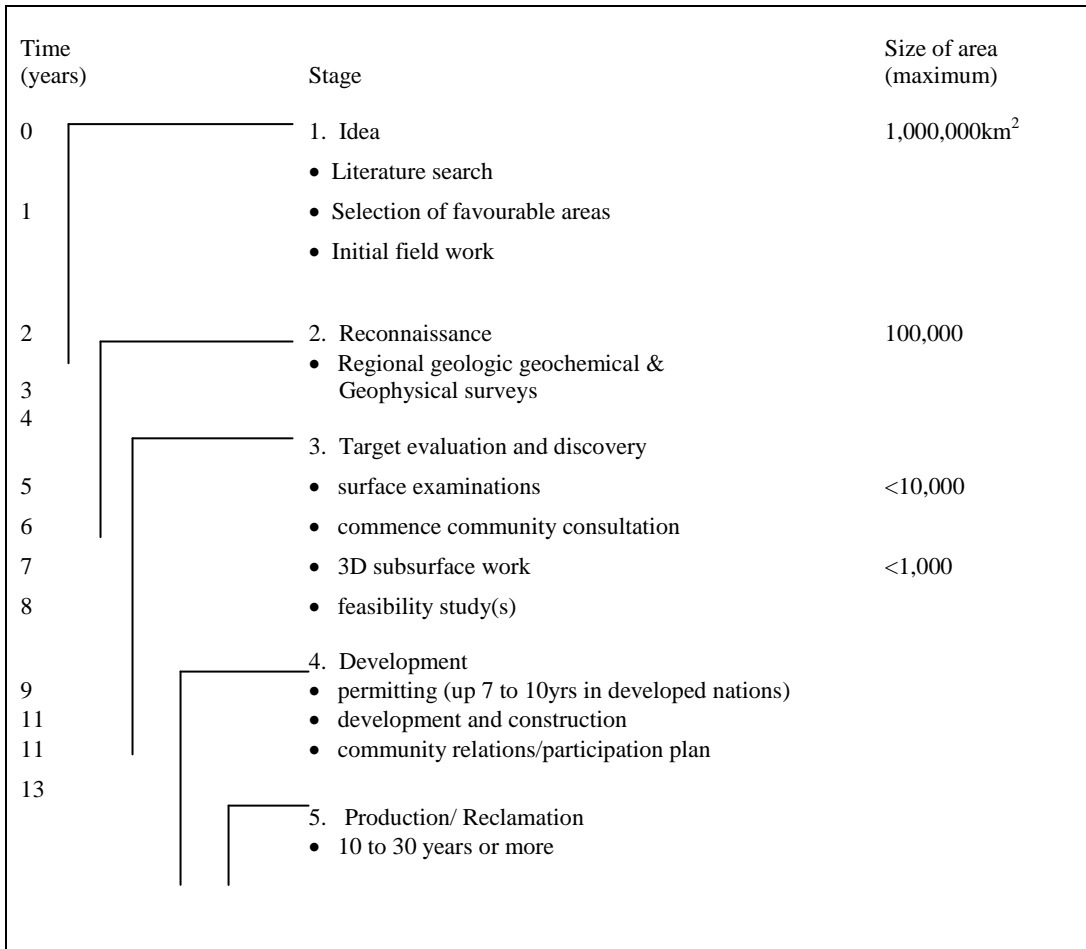 Time
(years)
Stage
Size of area
(maximum)
0 1. Idea 1,000,000km²
• Literature search
1 • Selection of favourable areas
• Initial field work
2 2. Reconnaissance 100,000
• Regional geologic geochemical &
3 Geophysical surveys
4
3. Target evaluation and discovery
5 • surface examinations <10,000
6 • commence community consultation
7 • 3D subsurface work <1,000
8 • feasibility study(s)
4. Development
9 • permitting (up 7 to 10yrs in developed nations)
11 • development and construction
11 • community relations/participation plan
13
5. Production/ Reclamation
• 10 to 30 years or more